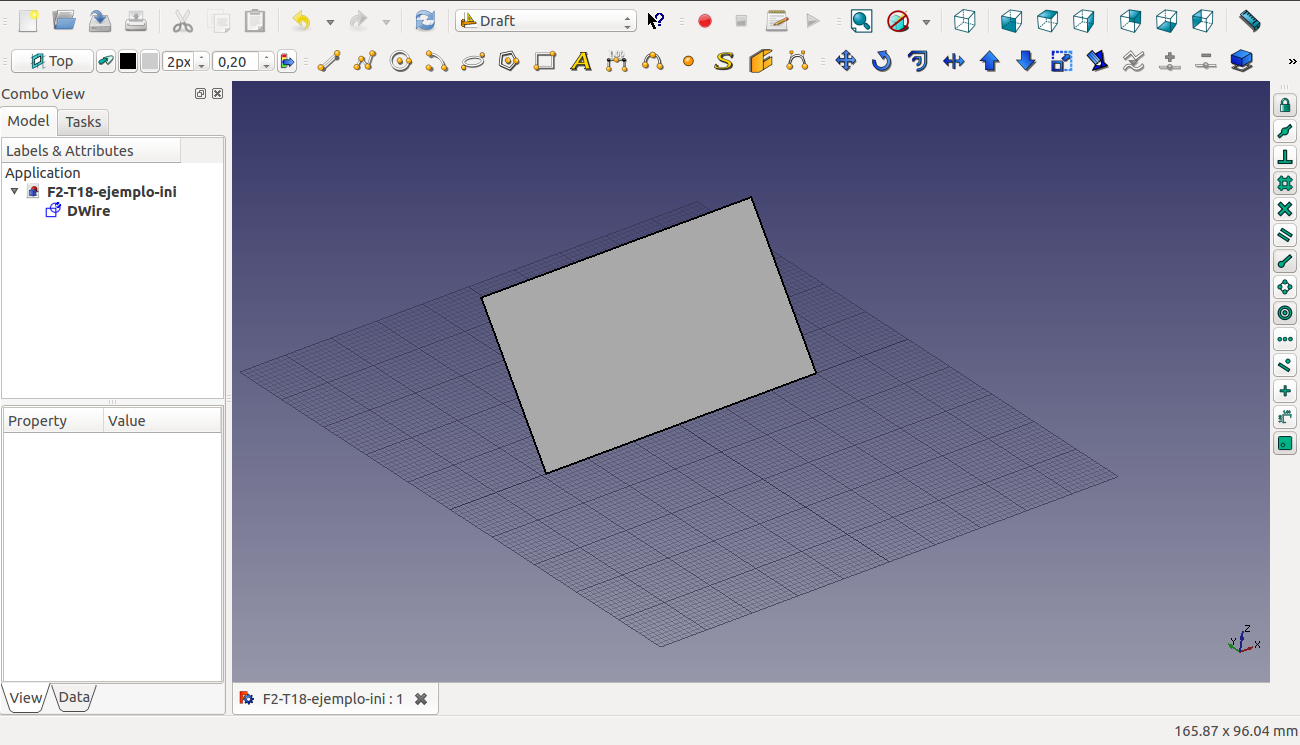 Draft
Top
2px
0,20
Combo View
Model
Tasks
Labels & Attributes
Application
F2-T18-ejemplo-ini
DWire
Property
Value
View
Data
F2-T18-ejemplo-ini : 1
Z
Y
X
165.87 x 96.04 mm